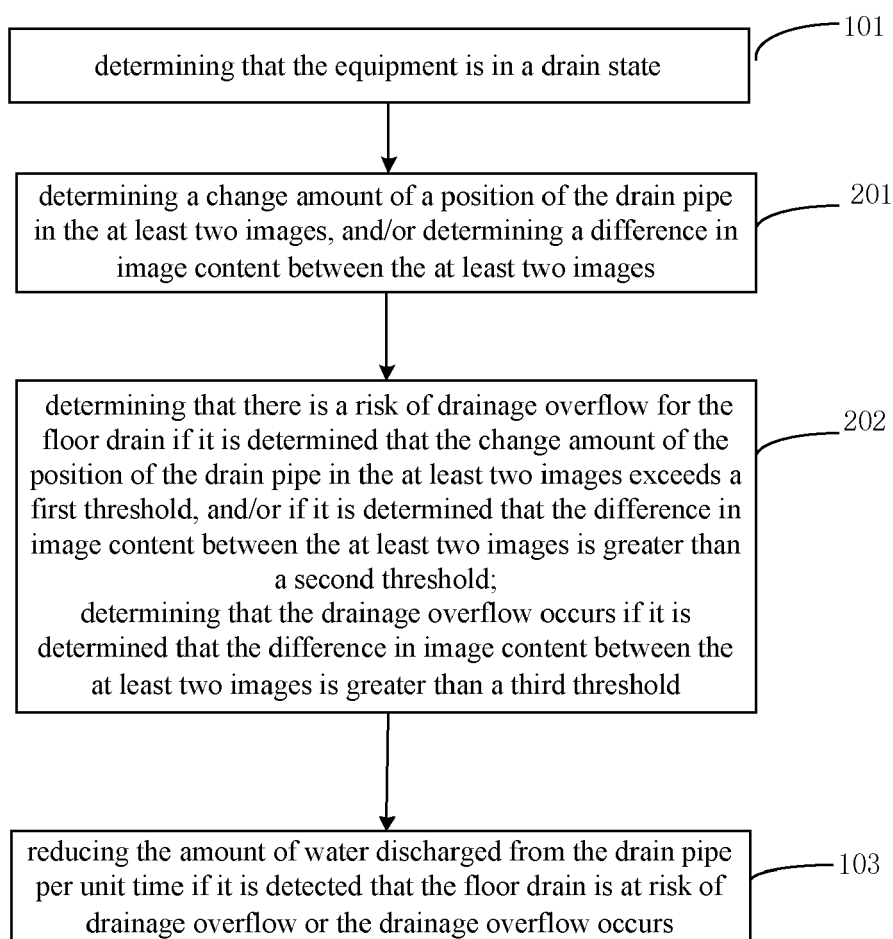 101
determining that the equipment is in a drain state
determining a change amount of a position of the drain pipe
in the at least two images, and/or determining a difference in
image content between the at least two images
201
determining that there is a risk of drainage overflow for the
floor drain if it is determined that the change amount of the
position of the drain pipe in the at least two images exceeds a
first threshold, and/or if it is determined that the difference in
image content between the at least two images is greater than
a second threshold;
determining that the drainage overflow occurs if it is
determined that the difference in image content between the
at least two images is greater than a third threshold
202
reducing the amount of water discharged from the drain pipe
per unit time if it is detected that the floor drain is at risk of
drainage overflow or the drainage overflow occurs
103